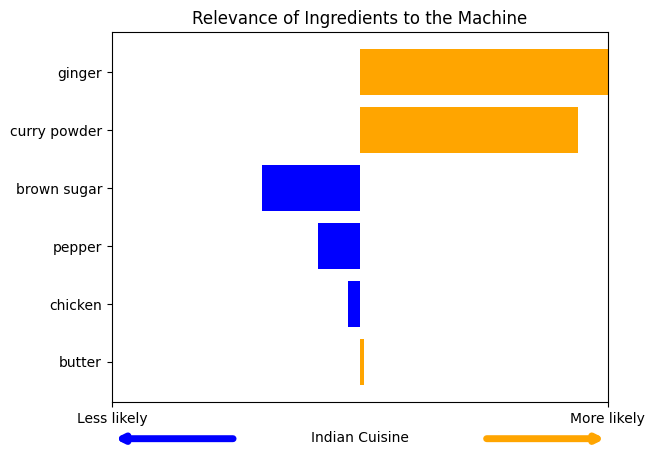 Relevance of Ingredients to the Machine
ginger
curry powder
brown sugar
pepper
chicken
butter
Less likely
More likely
Indian Cuisine